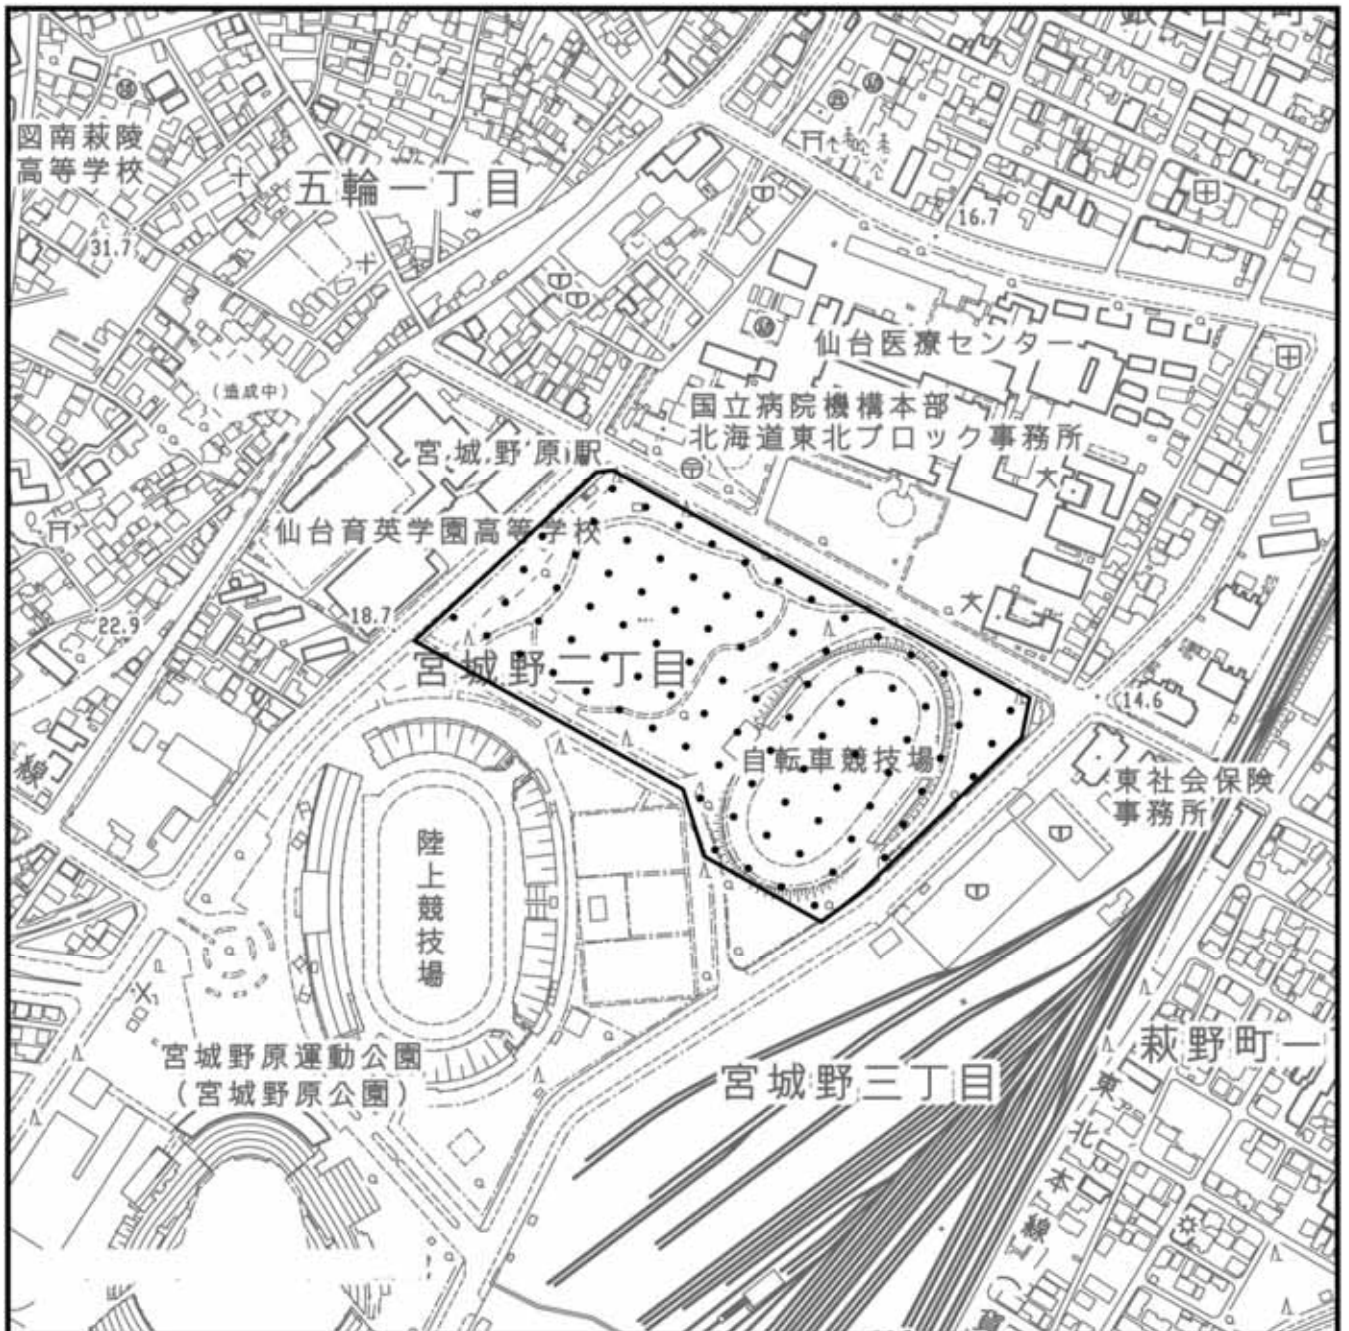 図南萩陵
高等学校
五輪一丁目
31.7
16.7
仙台医療センター
(造成中)
国立病院機構本部
北海道東北ブロック事務所
宮城野原駅
仙台育英学園高等学校
18.7
22.9
宮城野二丁目
14.6
自転車競技場
東社会保険
事務所
線
陸上競技場
宮城野原運動公園
(宮城野原公園)
宮城野三丁目
萩野町一
東北本線